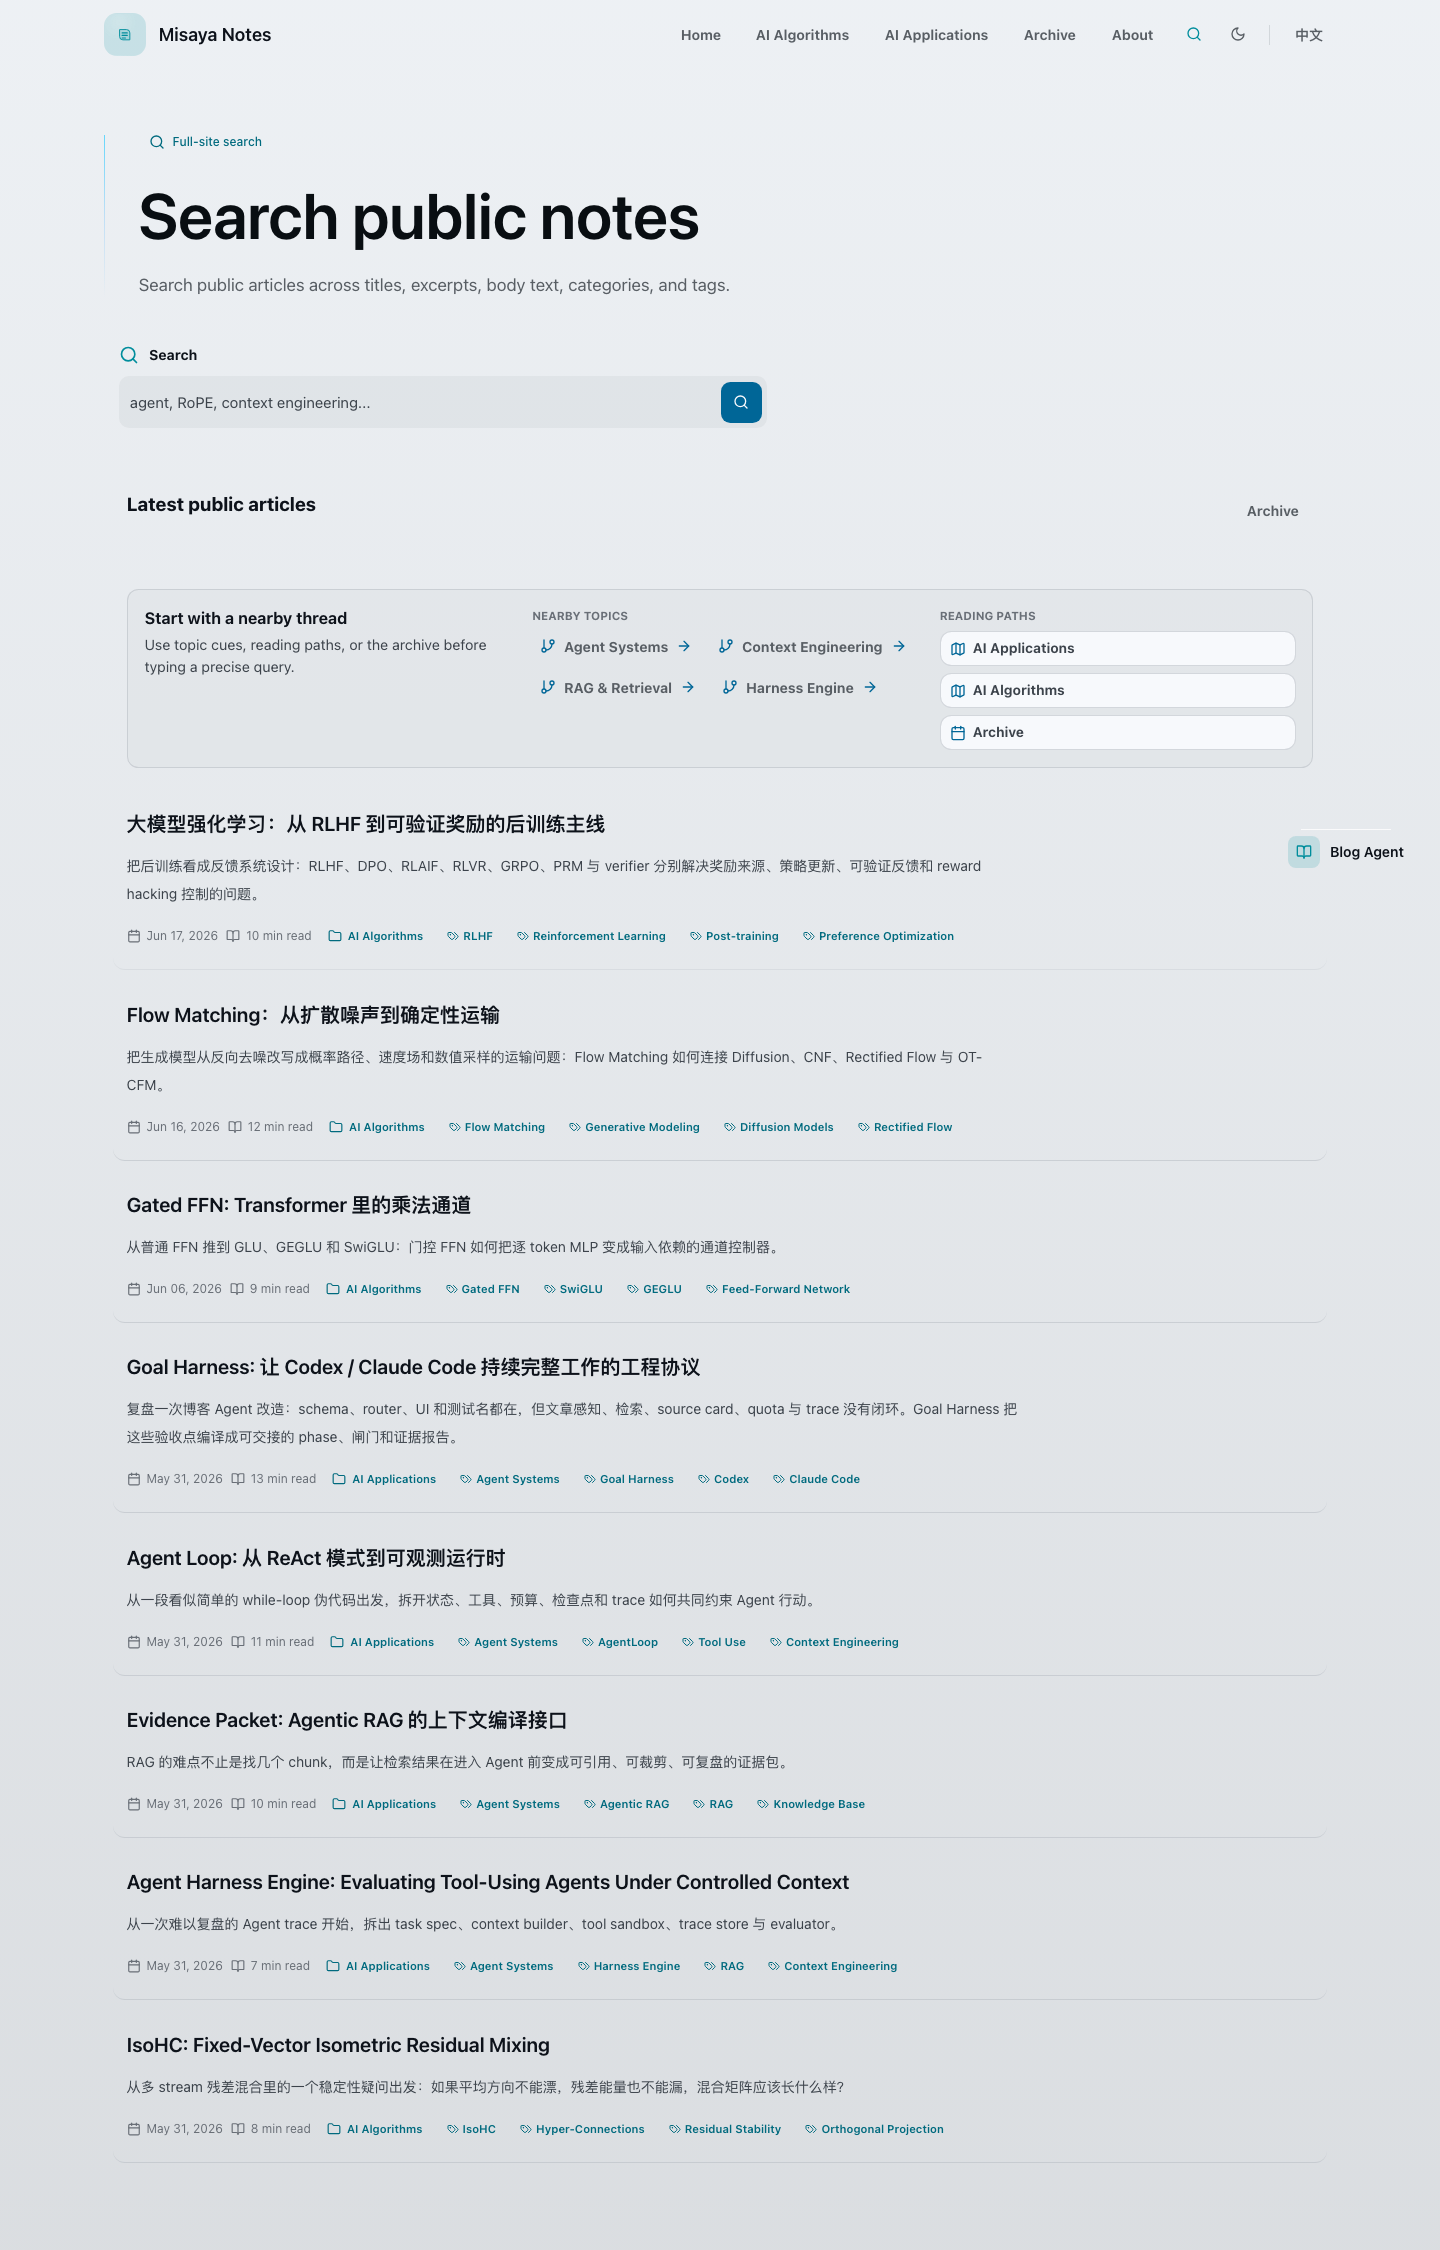 Misaya Notes
Home
AI Algorithms
AI Applications
Archive
About
中文
Full-site search
Search public notes
Search public articles across titles, excerpts, body text, categories, and tags.
Search
agent, RoPE, context engineering...
Latest public articles
Archive
Start with a nearby thread
Use topic cues, reading paths, or the archive before
typing a precise query.
NEARBY TOPICS
Agent Systems
Context Engineering
RAG & Retrieval
Harness Engine
READING PATHS
AI Applications
AI Algorithms
Archive
大模型强化学习：从 RLHF 到可验证奖励的后训练主线
把后训练看成反馈系统设计：RLHF、DPO、RLAIF、RLVR、GRPO、PRM 与 verifier 分别解决奖励来源、策略更新、可验证反馈和 reward
hacking 控制的问题。
Jun 17, 2026 10 min read AI Algorithms RLHF Reinforcement Learning Post-training Preference Optimization
Blog Agent
Flow Matching：从扩散噪声到确定性运输
把生成模型从反向去噪改写成概率路径、速度场和数值采样的运输问题：Flow Matching 如何连接 Diffusion、CNF、Rectified Flow 与 OT-
CFM。
Jun 16, 2026 12 min read AI Algorithms Flow Matching Generative Modeling Diffusion Models Rectified Flow
Gated FFN: Transformer 里的乘法通道
从普通 FFN 推到 GLU、GEGLU 和 SwiGLU：门控 FFN 如何把逐 token MLP 变成输入依赖的通道控制器。
Jun 06, 2026 9 min read AI Algorithms Gated FFN SwiGLU GEGLU Feed-Forward Network
Goal Harness: 让 Codex / Claude Code 持续完整工作的工程协议
复盘一次博客 Agent 改造：schema、router、UI 和测试名都在，但文章感知、检索、source card、quota 与 trace 没有闭环。Goal Harness 把
这些验收点编译成可交接的 phase、闸门和证据报告。
May 31, 2026 13 min read AI Applications Agent Systems Goal Harness Codex Claude Code
Agent Loop: 从 ReAct 模式到可观测运行时
从一段看似简单的 while-loop 伪代码出发，拆开状态、工具、预算、检查点和 trace 如何共同约束 Agent 行动。
May 31, 2026 11 min read AI Applications Agent Systems AgentLoop Tool Use Context Engineering
Evidence Packet: Agentic RAG 的上下文编译接口
RAG 的难点不止是找几个 chunk，而是让检索结果在进入 Agent 前变成可引用、可裁剪、可复盘的证据包。
May 31, 2026 10 min read AI Applications Agent Systems Agentic RAG RAG Knowledge Base
Agent Harness Engine: Evaluating Tool-Using Agents Under Controlled Context
从一次难以复盘的 Agent trace 开始，拆出 task spec、context builder、tool sandbox、trace store 与 evaluator。
May 31, 2026 7 min read AI Applications Agent Systems Harness Engine RAG Context Engineering
IsoHC: Fixed-Vector Isometric Residual Mixing
从多 stream 残差混合里的一个稳定性疑问出发：如果平均方向不能漂，残差能量也不能漏，混合矩阵应该长什么样？
May 31, 2026 8 min read AI Algorithms IsoHC Hyper-Connections Residual Stability Orthogonal Projection